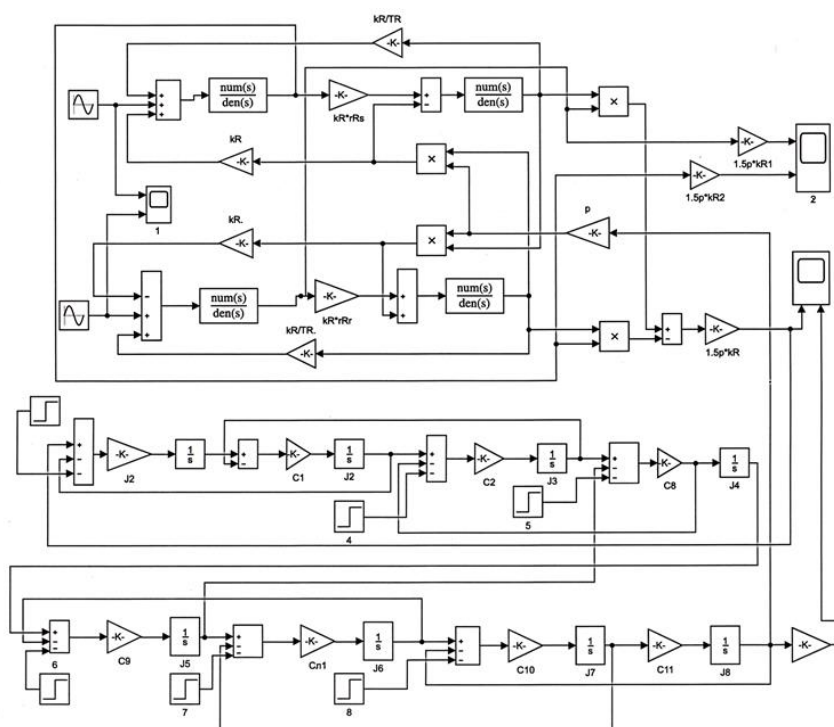 kR/TR
-K-
+
+
+
num(s)
den(s)
-K-
kR*rRs
+
−
num(s)
den(s)
×
kR
-K-
×
-K-
1.5p*kR1
-K-
1.5p*kR2
2
1
kR.
-K-
×
p
-K-
−
+
+
num(s)
den(s)
-K-
kR*rRr
+
+
num(s)
den(s)
kR/TR.
-K-
×
+
−
-K-
1.5p*kR
+
−
−
-K-
J2
1
s
+
−
-K-
C1
1
s
J2
+
−
−
-K-
C2
1
s
J3
+
−
−
-K-
C8
1
s
J4
4
5
+
−
−
6
-K-
C9
1
s
J5
+
−
−
-K-
Cn1
1
s
J6
+
−
−
-K-
C10
1
s
J7
-K-
C11
1
s
J8
-K-
7
8